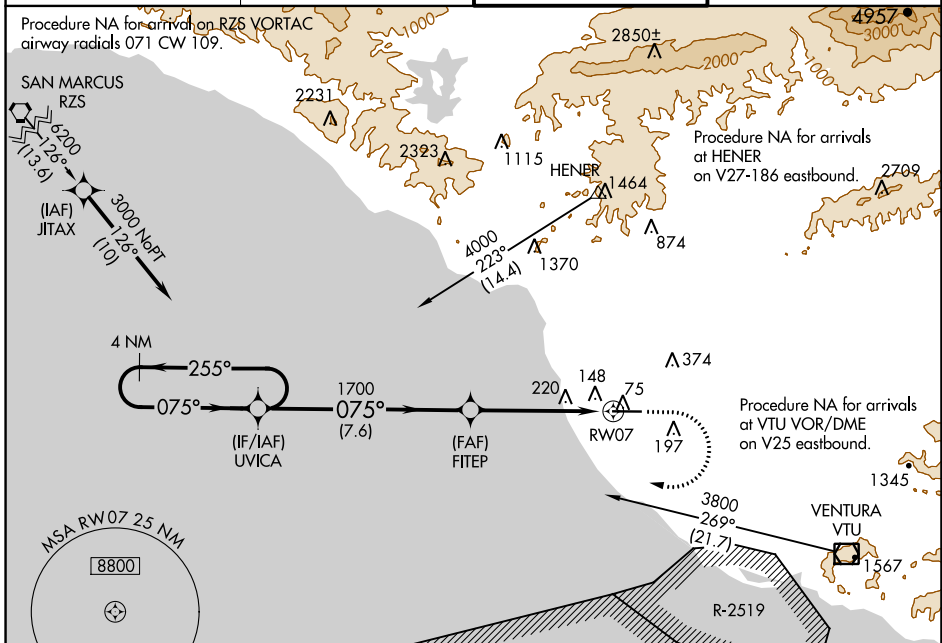 Procedure NA for arrival on RZS VORTAC
airway radials 071 CW 109.
4957
3000
1000
2850±
2000
SAN MARCUS
RZS
6200
126°
(13.6)
(IAF)
JITAX
3000 NoPT
126°
(10)
2231
2323
1115
HENER
1464
Procedure NA for arrivals
at HENER
on V27-186 eastbound.
2709
874
1370
4000
223°
(14.4)
4 NM
255°
075°
(IF/IAF)
UVICA
1700
075°
(7.6)
(FAF)
FITEP
220
148
75
374
RW07
197
Procedure NA for arrivals
at VTU VOR/DME
on V25 eastbound.
1345
3800
269°
(21.7)
VENTURA
VTU
1567
MSA RW07 25 NM
8800
R-2519